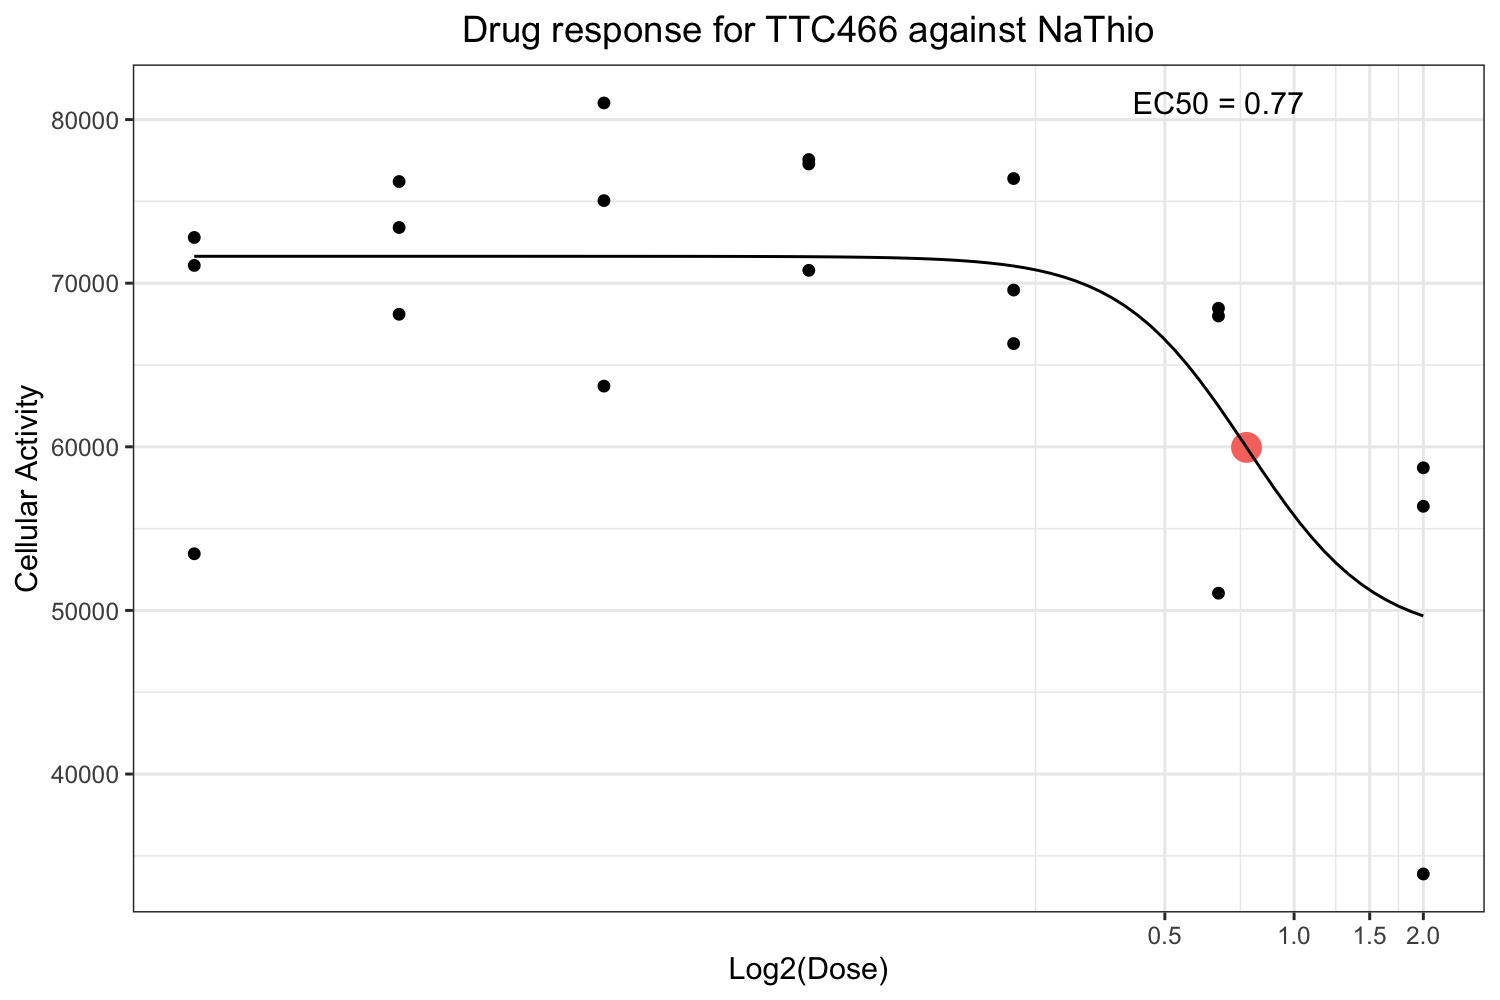 Drug response for TTC466 against NaThio
EC50 = 0.77
80000
70000
60000
50000
40000
Cellular Activity
0.5 1.0 1.5 2.0
Log2(Dose)